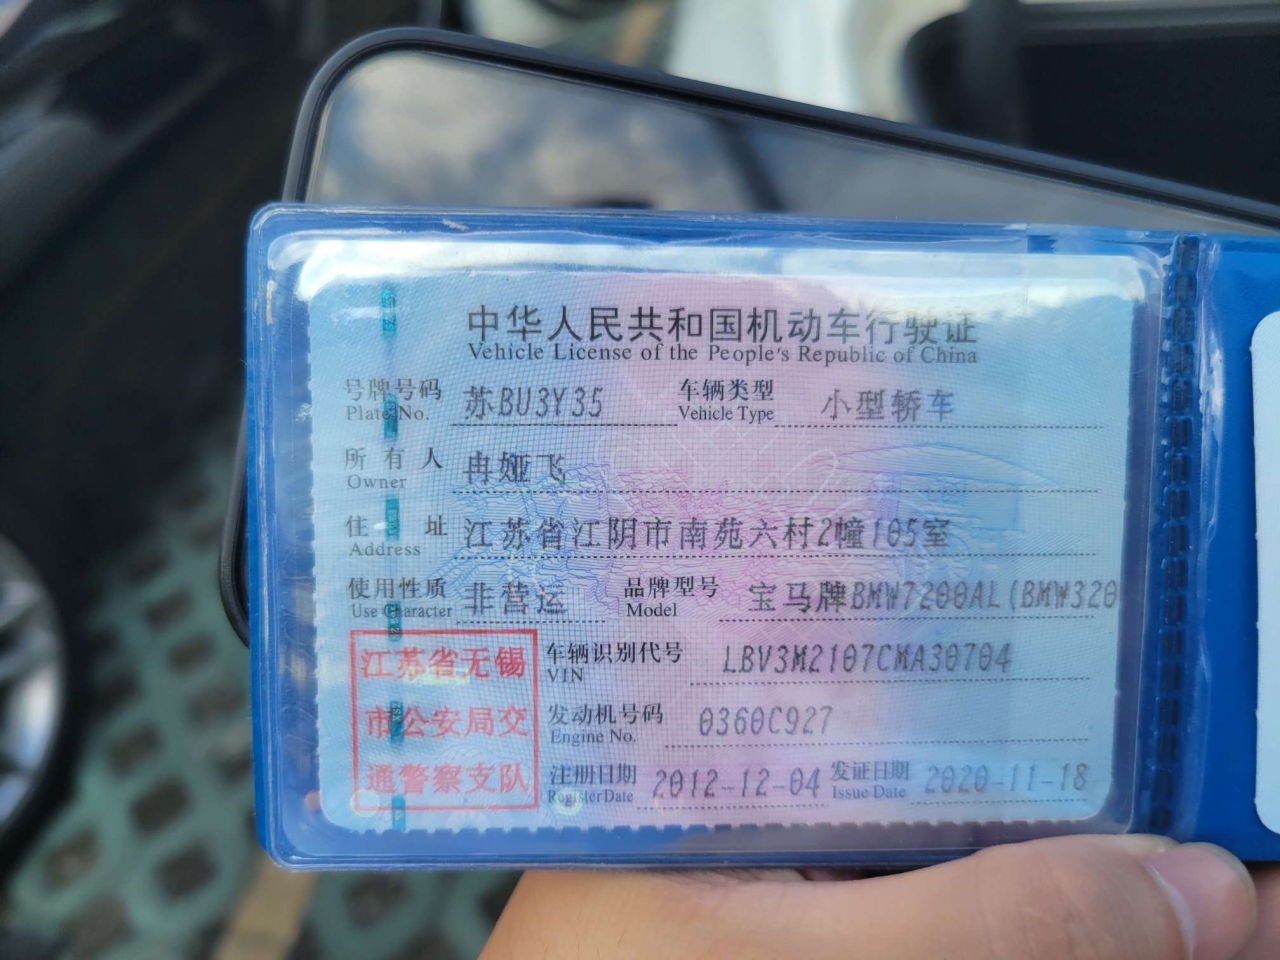 中华人民共和国机动车行驶证
Vehicle License of the People's Republic of China
号牌号码 苏BU3Y35 车辆类型 小型轿车
Plate No. Vehicle Type
所有人 冉娅飞
Owner
住址 江苏省江阴市南苑六村2幢105室
Address
使用性质 非营运 品牌型号 宝马牌BMW7200AL(BMW320
Use Character Model
江苏省无锡 车辆识别代号 LBV3M2107CMA30704
VIN
市公安局交 发动机号码 0360C927
Engine No.
通警察支队 注册日期 2012-12-04 发证日期 2020-11-18
Register Date Issue Date